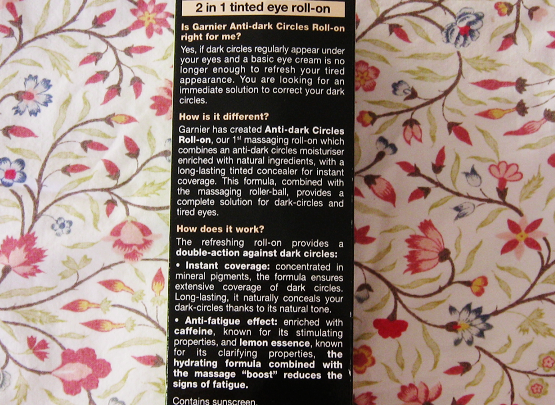 2 in 1 tinted eye roll-on
Is Garnier Anti-dark Circles Roll-on
right for me?
Yes, if dark circles regularly appear under
your eyes and a basic eye cream is no
longer enough to refresh your tired
appearance. You are looking for an
immediate solution to correct your dark
circles.
How is it different?
Garnier has created Anti-dark Circles
Roll-on, our 1st massaging roll-on which
combines an anti-dark circles moisturiser
enriched with natural ingredients, with a
long-lasting tinted concealer for instant
coverage. This formula, combined with
the massaging roller-ball, provides a
complete solution for dark-circles and
tired eyes.
How does it work?
The refreshing roll-on provides a
double-action against dark circles:
• Instant coverage: concentrated in
mineral pigments, the formula ensures
extensive coverage of dark circles.
Long-lasting, it naturally conceals your
dark-circles thanks to its natural tone.
• Anti-fatigue effect: enriched with
caffeine, known for its stimulating
properties, and lemon essence, known
for its clarifying properties, the
hydrating formula combined with
the massage “boost” reduces the
signs of fatigue.
Contains sunscreen.